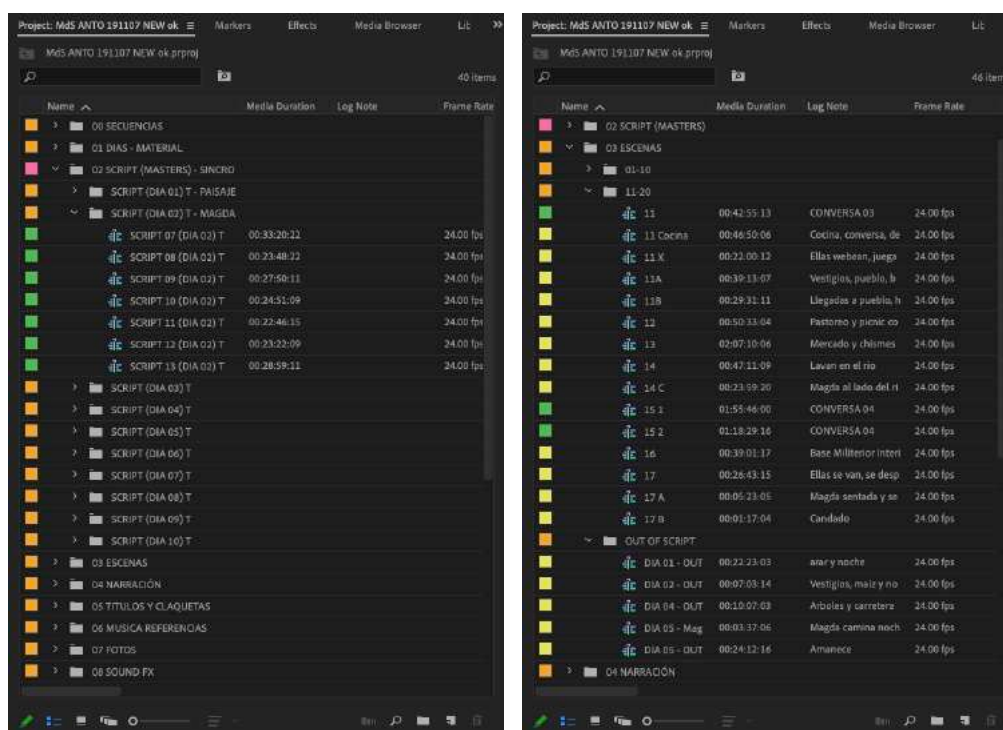 Project: MdS ANTO 191107 NEW ok Markers Effects Media Browser Lib
MdS ANTO 191107 NEW ok.prproj
40 items
Name Media Duration Log Note Frame Rate
00 SECUENCIAS
01 DIAS - MATERIAL
02 SCRIPT (MASTERS) - SINCRO
SCRIPT (DIA 01) T - PAISAJE
SCRIPT (DIA 02) T - MAGDA
SCRIPT 07 (DIA 02) T 00:33:20:22 24.00 fps
SCRIPT 08 (DIA 02) T 00:23:48:22 24.00 fps
SCRIPT 09 (DIA 02) T 00:27:50:11 24.00 fps
SCRIPT 10 (DIA 02) T 00:24:51:09 24.00 fps
SCRIPT 11 (DIA 02) T 00:22:46:15 24.00 fps
SCRIPT 12 (DIA 02) T 00:23:22:09 24.00 fps
SCRIPT 13 (DIA 02) T 00:28:59:11 24.00 fps
SCRIPT (DIA 03) T
SCRIPT (DIA 04) T
SCRIPT (DIA 05) T
SCRIPT (DIA 06) T
SCRIPT (DIA 07) T
SCRIPT (DIA 08) T
SCRIPT (DIA 09) T
SCRIPT (DIA 10) T
03 ESCENAS
04 NARRACIÓN
05 TITULOS Y CLAQUETAS
06 MUSICA REFERENCIAS
07 FOTOS
08 SOUND FX
Project: MdS ANTO 191107 NEW ok Markers Effects Media Browser Lib
MdS ANTO 191107 NEW ok.prproj
46 item
Name Media Duration Log Note Frame Rate
02 SCRIPT (MASTERS)
03 ESCENAS
01-10
11-20
11 00:42:55:13 CONVERSA 03 24.00 fps
11 Cocina 00:46:50:06 Cocina, conversa, de 24.00 fps
11 X 00:22:00:12 Ellas webean, juega 24.00 fps
11A 00:39:13:07 Vestigios, pueblo, b 24.00 fps
11B 00:29:31:11 Llegadas a pueblo, h 24.00 fps
12 00:50:33:04 Pastoreo y picnic co 24.00 fps
13 02:07:10:06 Mercado y chismes 24.00 fps
14 00:47:11:09 Lavan en el rio 24.00 fps
14 C 00:23:59:20 Magda al lado del ri 24.00 fps
15 1 01:55:46:00 CONVERSA 04 24.00 fps
15 2 01:18:29:16 CONVERSA 04 24.00 fps
16 00:39:01:17 Base Militerior interi 24.00 fps
17 00:26:43:15 Ellas se van, se desp 24.00 fps
17 A 00:05:23:05 Magda sentada y se 24.00 fps
17 B 00:01:17:04 Candado 24.00 fps
OUT OF SCRIPT
DIA 01 - OUT 00:22:23:03 arar y noche 24.00 fps
DIA 02 - OUT 00:07:03:14 Vestigios, maiz y no 24.00 fps
DIA 04 - OUT 00:10:07:03 Arboles y carretera 24.00 fps
DIA 05 - Mag 00:03:37:06 Magda camina noch 24.00 fps
DIA 05 - OUT 00:24:12:16 Amanece 24.00 fps
04 NARRACIÓN